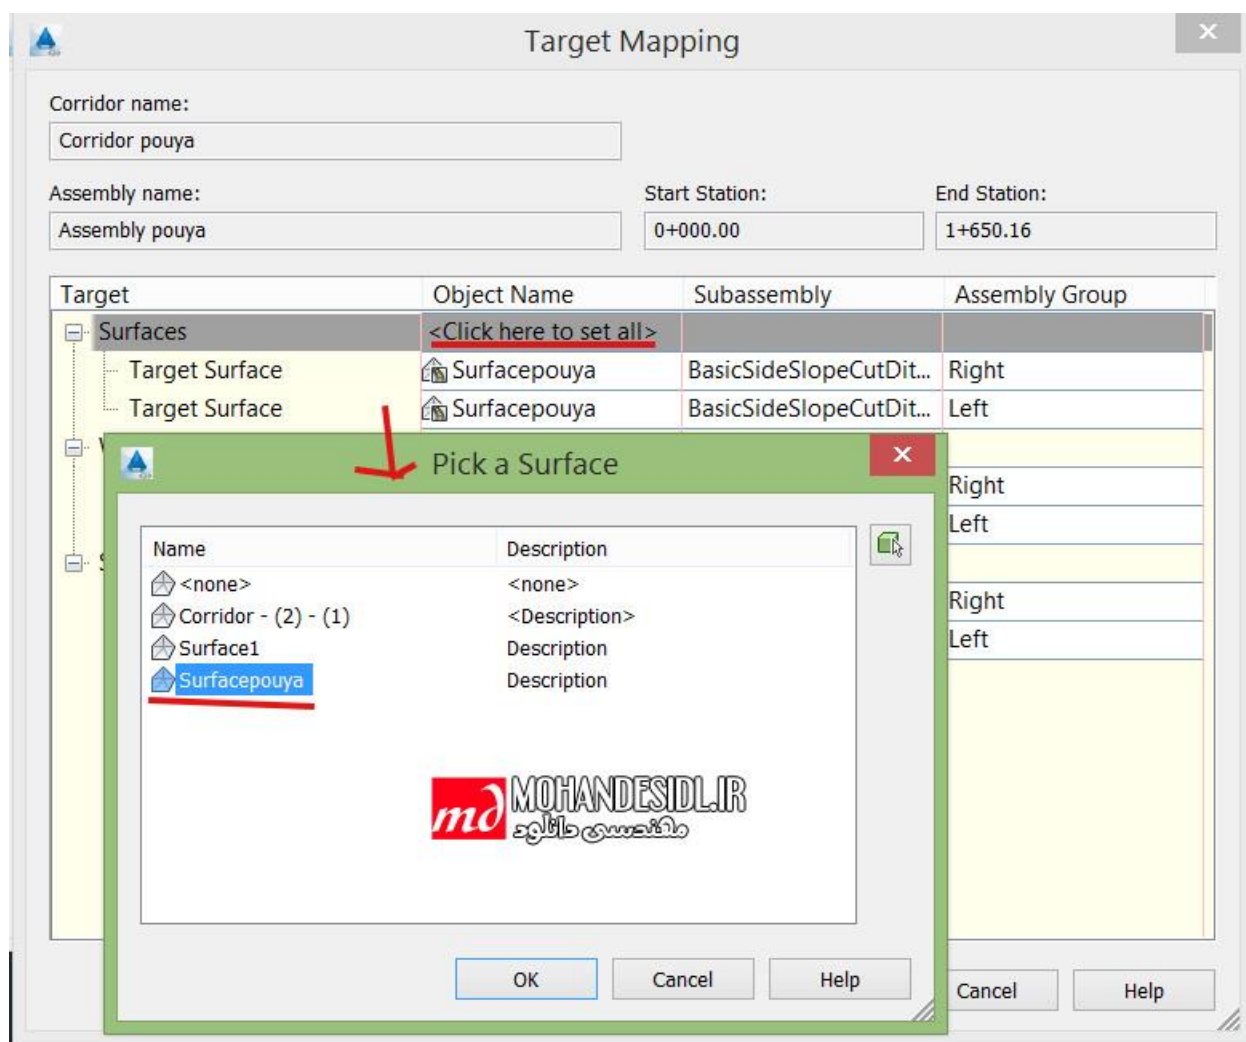 Target Mapping
Corridor name:
Corridor pouya
Assembly name: Start Station: End Station:
Assembly pouya 0+000.00 1+650.16
Target Object Name Subassembly Assembly Group
Surfaces <Click here to set all>
Target Surface Surfacepouya BasicSideSlopeCutDit... Right
Target Surface Surfacepouya BasicSideSlopeCutDit... Left
Pick a Surface
Right
Left
Name Description
<none> <none>
Corridor - (2) - (1) <Description>
Right
Surface1 Description
Left
Surfacepouya Description
md MOHANDESIDL.IR
مهندسی دانلود
OK Cancel Help
Cancel Help